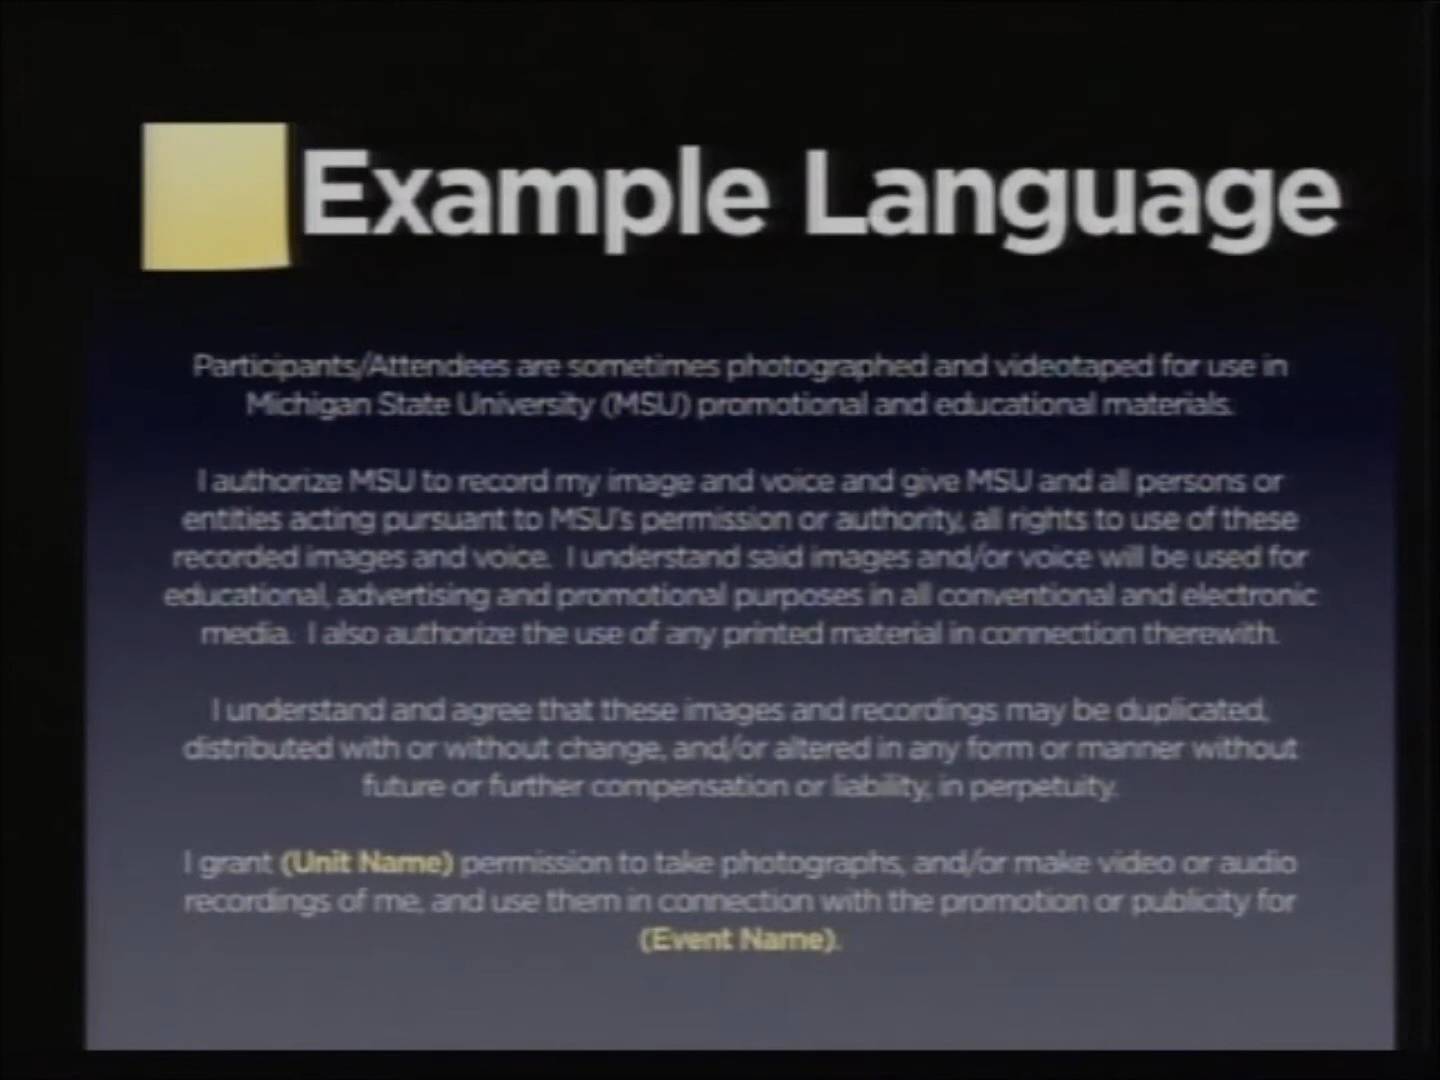 Example Language
Participants/Attendees are sometimes photographed and videotaped for use in
Michigan State University (MSU) promotional and educational materials.
I authorize MSU to record my image and voice and give MSU and all persons or
entities acting pursuant to MSU's permission or authority, all rights to use of these
recorded images and voice. I understand said images and/or voice will be used for
educational, advertising and promotional purposes in all conventional and electronic
media. I also authorize the use of any printed material in connection therewith.
I understand and agree that these images and recordings may be duplicated,
distributed with or without change, and/or altered in any form or manner without
future or further compensation or liability, in perpetuity.
I grant (Unit Name) permission to take photographs, and/or make video or audio
recordings of me, and use them in connection with the promotion or publicity for
(Event Name).